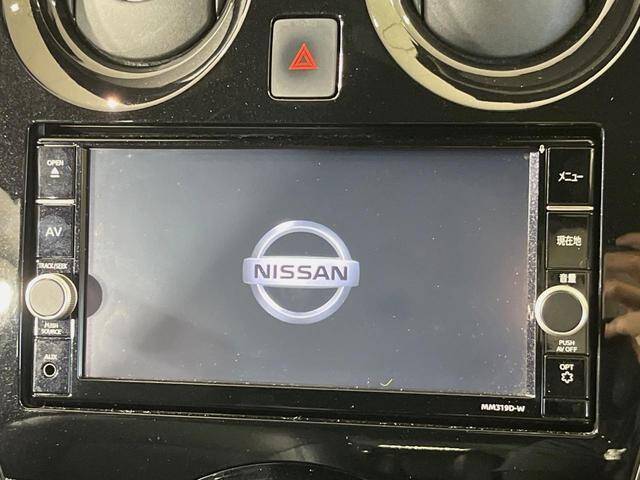 OPEN
AV
TRACK/SEEK
PUSH
SOURCE
AUX
NISSAN
メニュー
現在地
音量
PUSH
AV OFF
OPT
MM319D-W